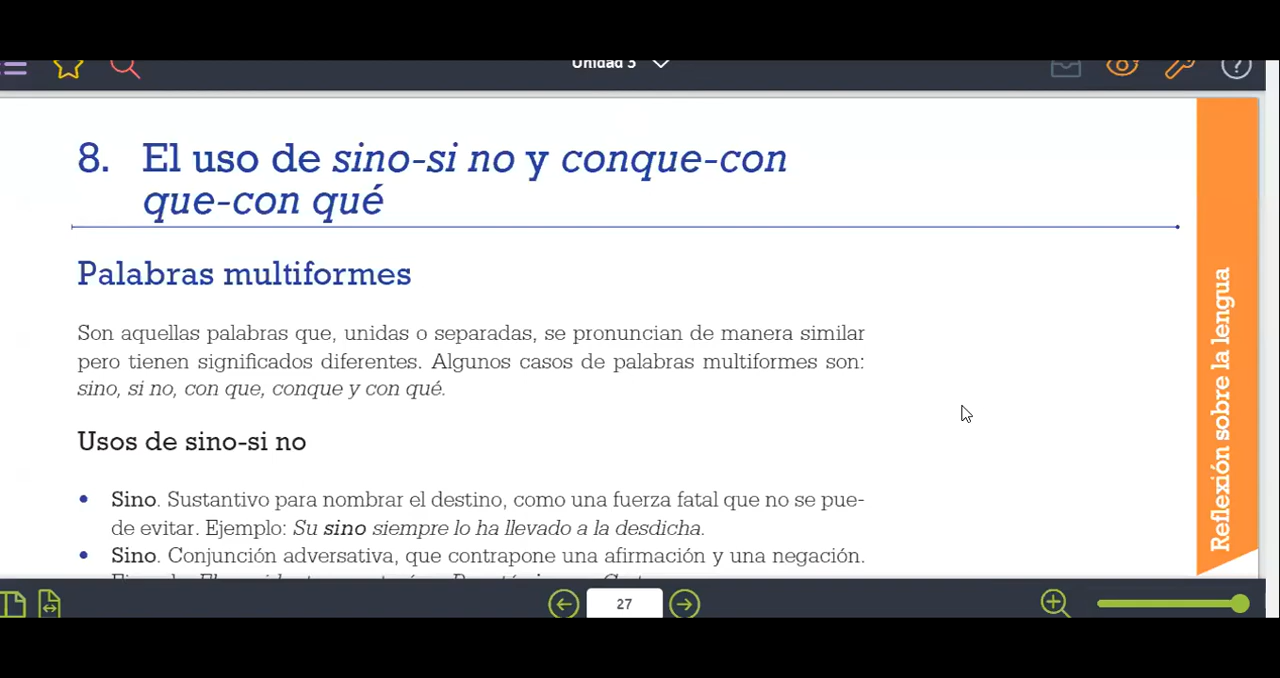 Unidad 3
8. El uso de sino-si no y conque-con
que-con qué
Palabras multiformes
Son aquellas palabras que, unidas o separadas, se pronuncian de manera similar
pero tienen significados diferentes. Algunos casos de palabras multiformes son:
sino, si no, con que, conque y con qué.
Usos de sino-si no
• Sino. Sustantivo para nombrar el destino, como una fuerza fatal que no se pue-
de evitar. Ejemplo: Su sino siempre lo ha llevado a la desdicha.
• Sino. Conjunción adversativa, que contrapone una afirmación y una negación.
Reflexión sobre la lengua
27